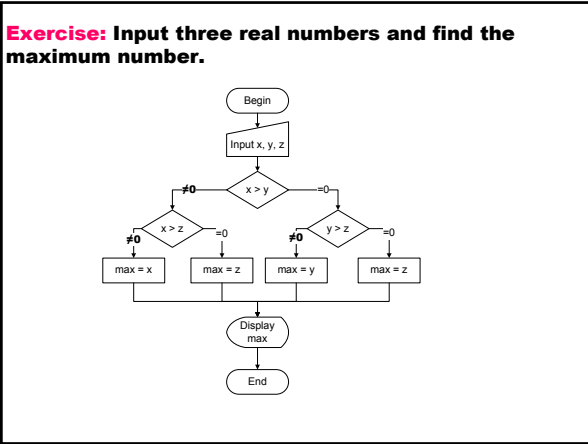 Exercise: Input three real numbers and find the
maximum number.
Begin
Input x, y, z
≠0
x > y
=0
x > z
y > z
≠0
=0
≠0
=0
max = x
max = z
max = y
max = z
Display
max
End